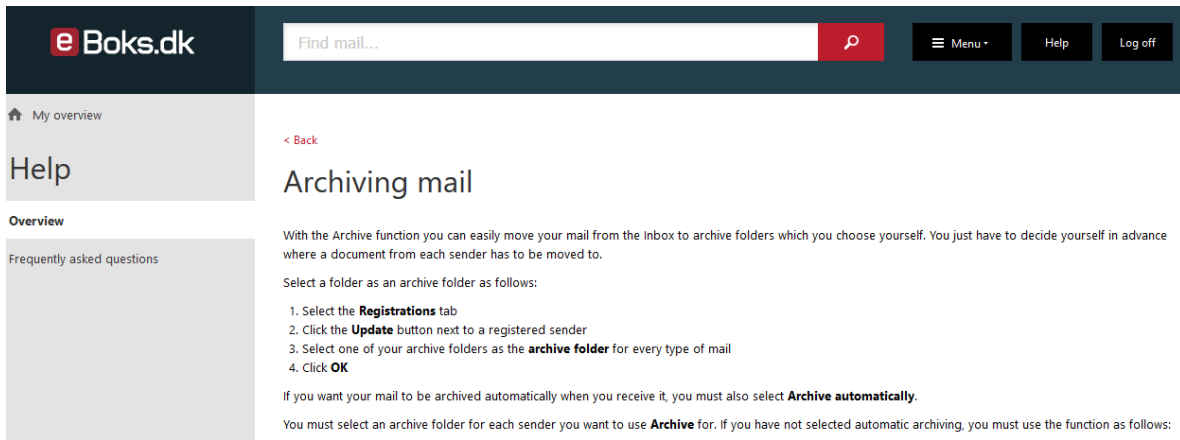 e Boks.dk
Find mail...
Menu
Help
Log off
My overview
Help
Overview
Frequently asked questions
< Back
Archiving mail
With the Archive function you can easily move your mail from the Inbox to archive folders which you choose yourself. You just have to decide yourself in advance
where a document from each sender has to be moved to.
Select a folder as an archive folder as follows:
1. Select the Registrations tab
2. Click the Update button next to a registered sender
3. Select one of your archive folders as the archive folder for every type of mail
4. Click OK
If you want your mail to be archived automatically when you receive it, you must also select Archive automatically.
You must select an archive folder for each sender you want to use Archive for. If you have not selected automatic archiving, you must use the function as follows: